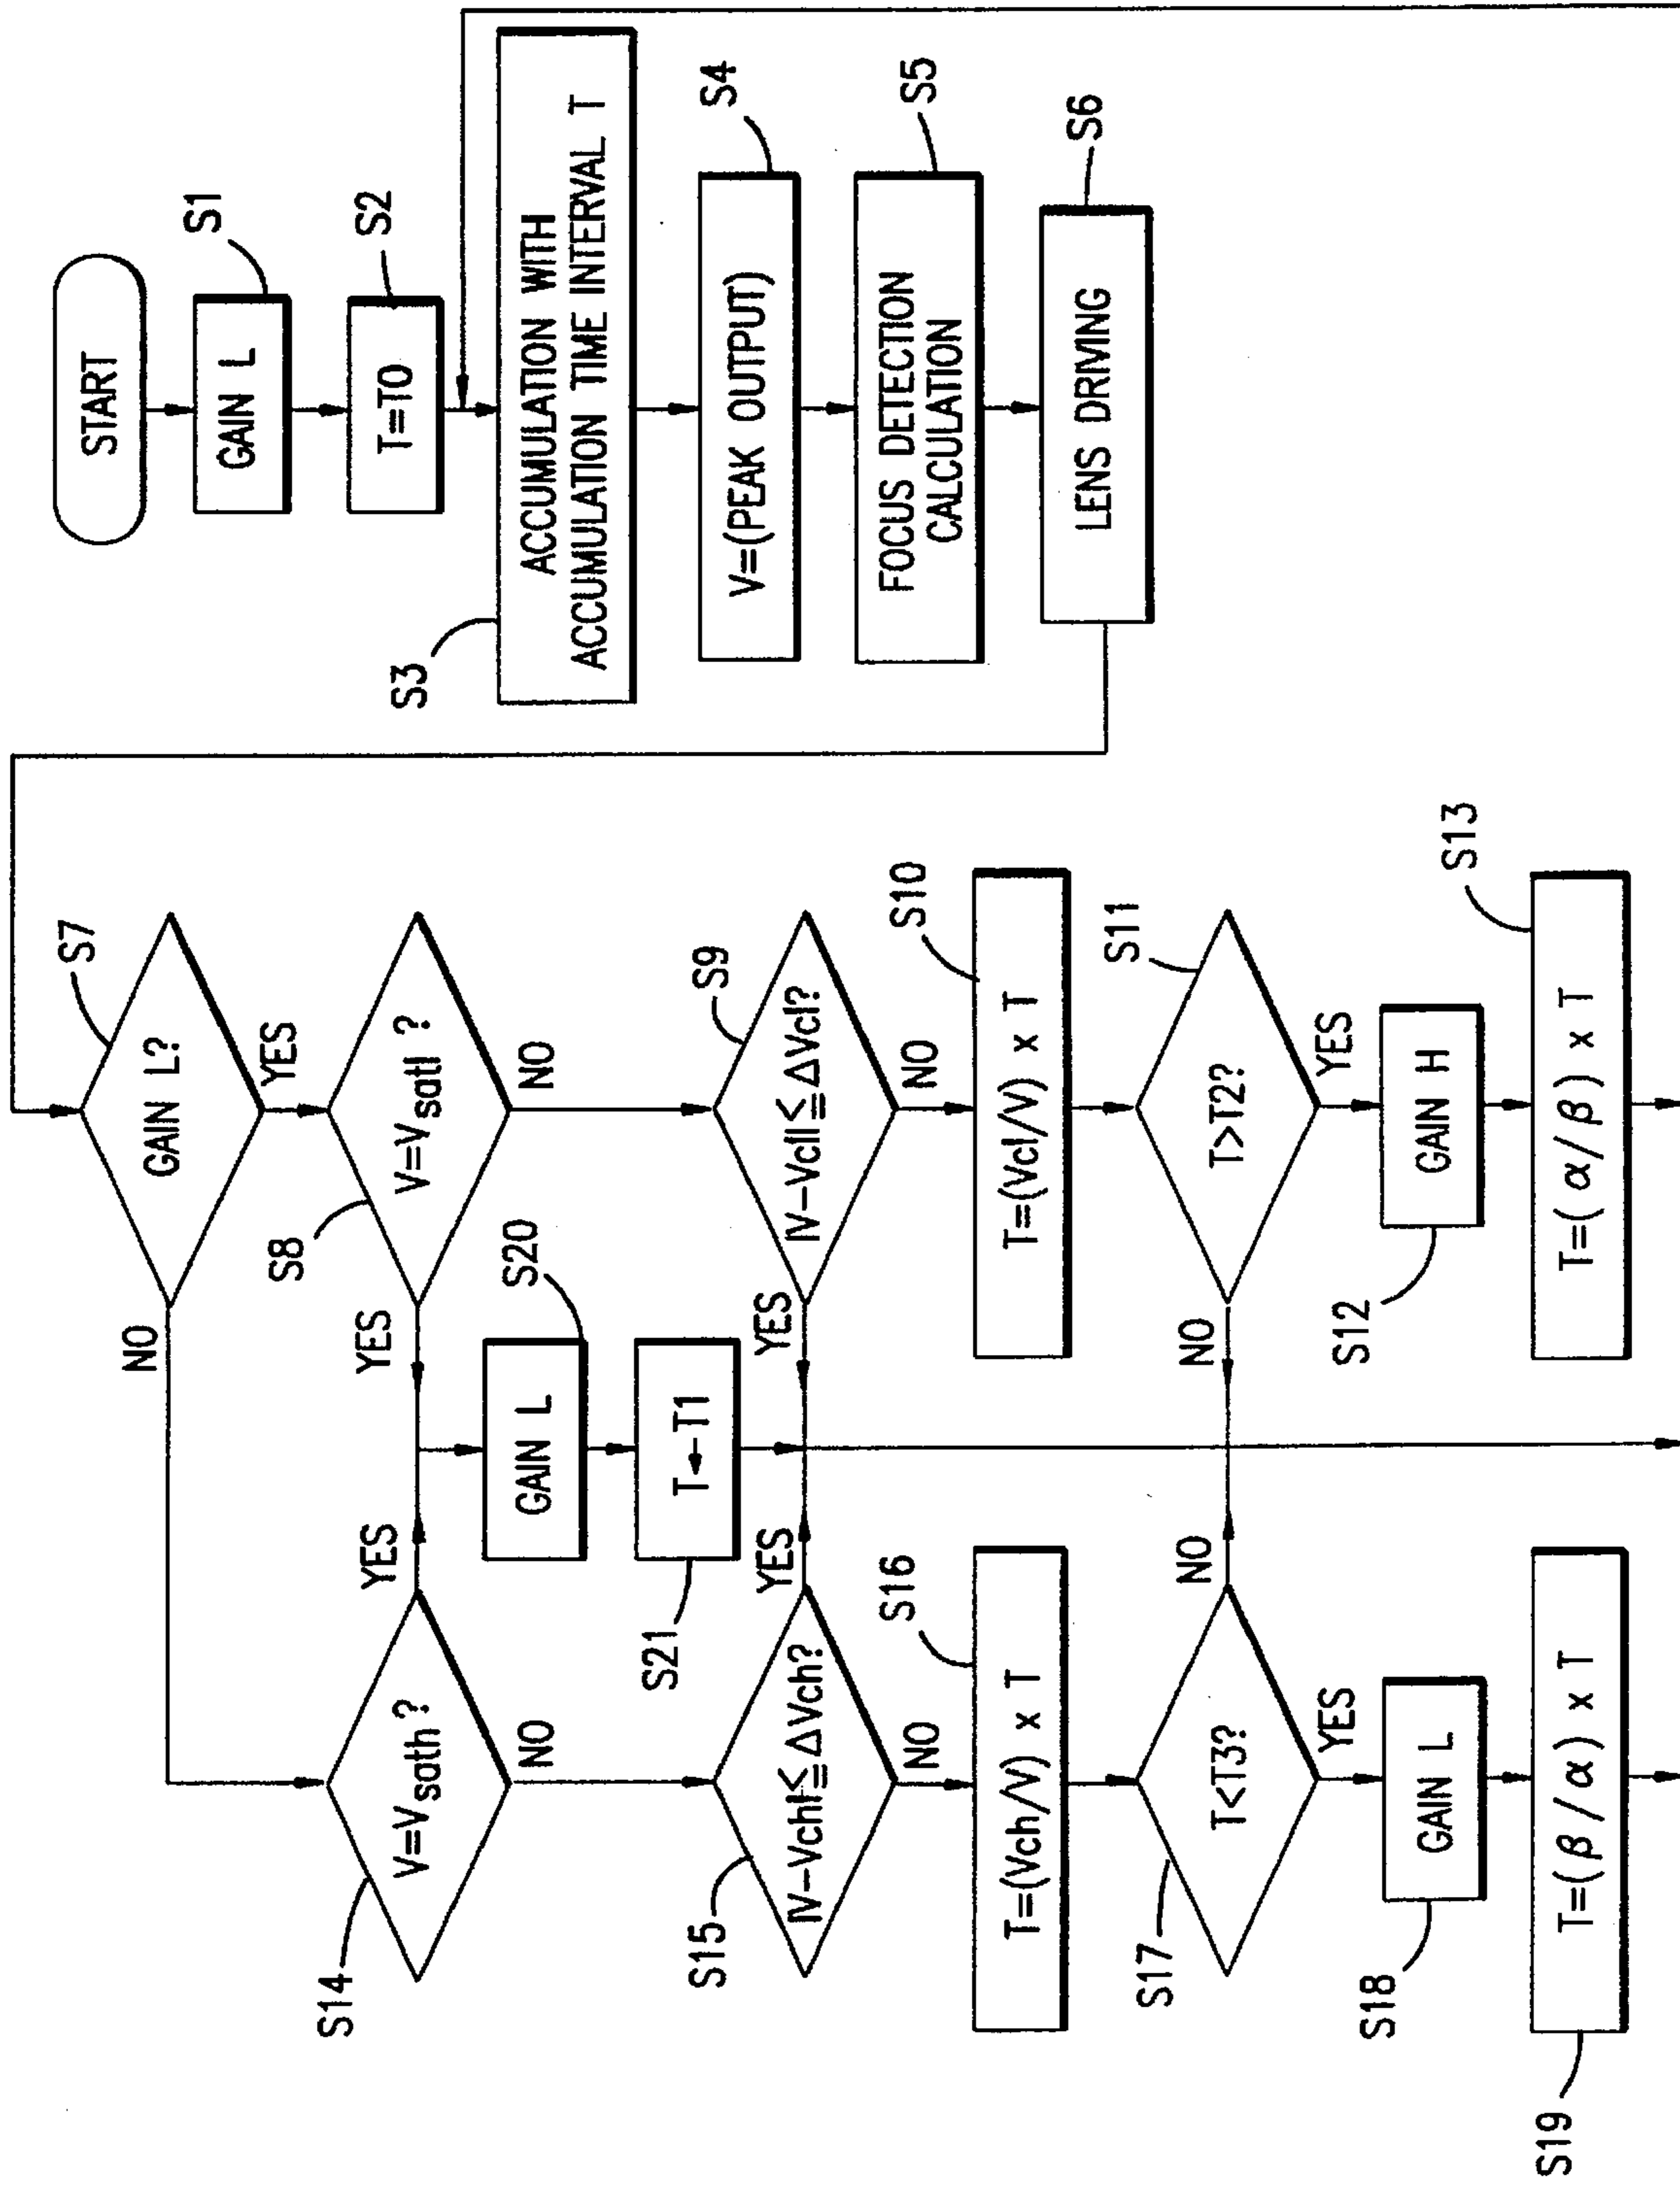 START
S1
GAIN L
S2
T=T0
S3
ACCUMULATION WITH
ACCUMULATION TIME INTERVAL T
S4
V=(PEAK OUTPUT)
S5
FOCUS DETECTION
CALCULATION
S6
LENS DRIVING
S7
GAIN L?
NO
YES
S8
V=Vsatl ?
YES
NO
S14
V=Vsath ?
YES
NO
S20
GAIN L
S21
T←T1
S9
|V-Vcl|≦ΔVcl?
YES
NO
S15
|V-Vch|≦ΔVch?
YES
NO
S10
T=(Vcl/V) x T
S16
T=(Vch/V) x T
S11
T>T2?
NO
YES
S17
T<T3?
NO
YES
S12
GAIN H
S18
GAIN L
S13
T=( α/β ) x T
S19
T=( β/α ) x T